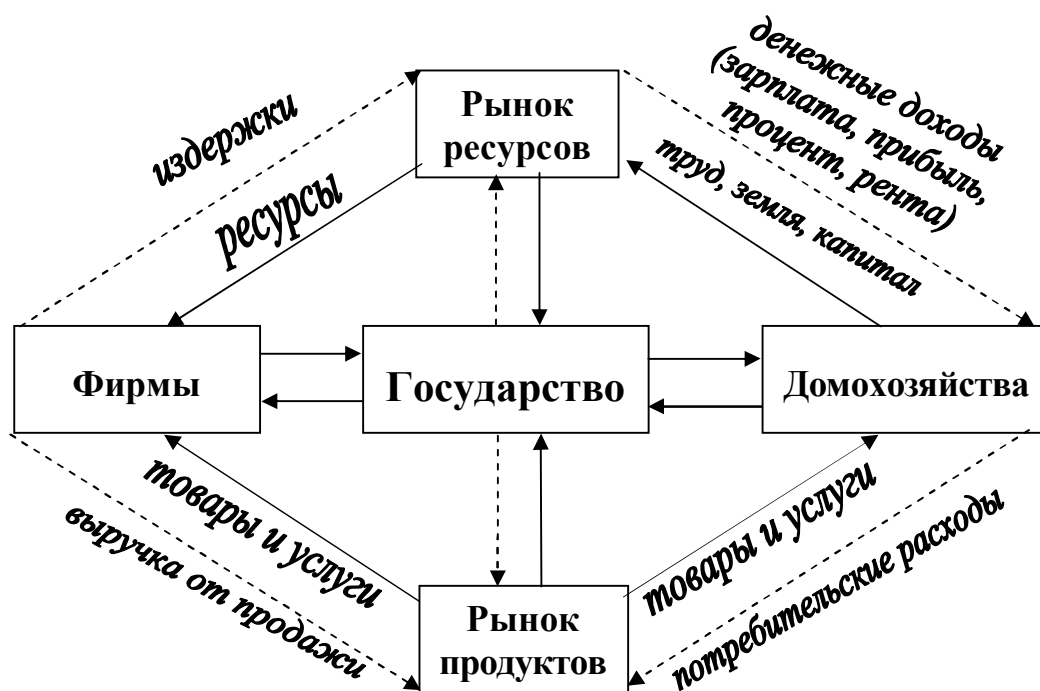 денежные доходы
(зарплата, прибыль,
процент, рента)
издержки
Рынок
ресурсов
труд, земля, капитал
ресурсы
Фирмы
Государство
Домохозяйства
товары и услуги
выручка от продажи
товары и услуги
потребительские расходы
Рынок
продуктов